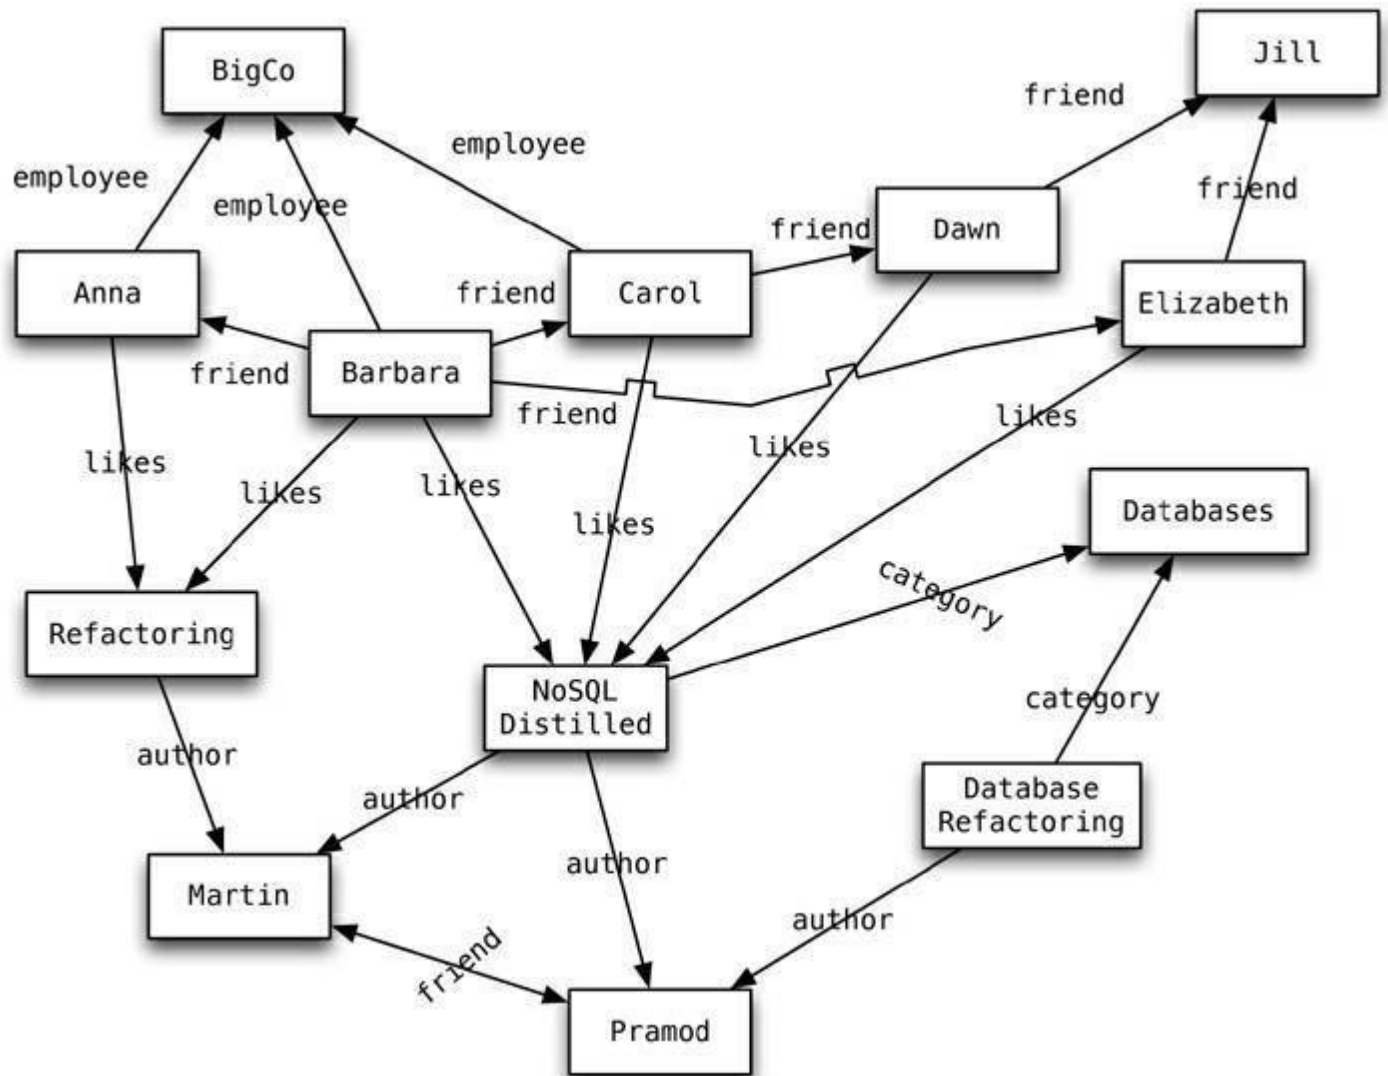 Jill
BigCo
friend
employee
employee
friend
employee
friend
Dawn
Anna
friend
Carol
Elizabeth
friend
Barbara
friend
likes
likes
likes
likes
likes
likes
Databases
category
Refactoring
NoSQL
Distilled
category
author
author
Database
Refactoring
author
Martin
author
friend
Pramod